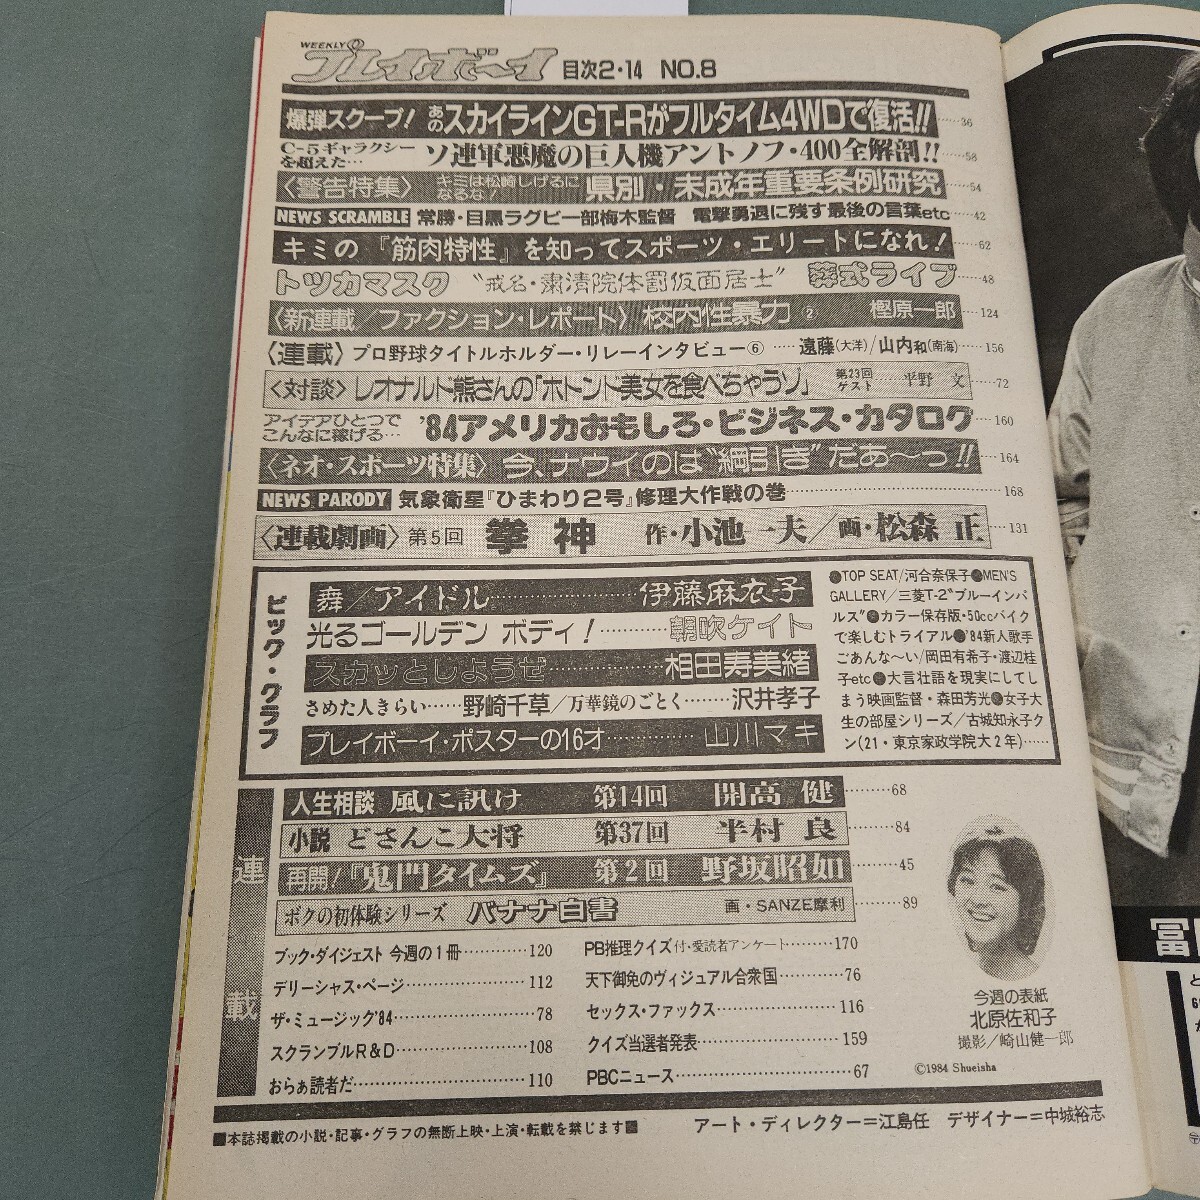 WEEKLY プレイボーイ 目次2・14 NO.8
爆弾スクープ! あのスカイラインGT-Rがフルタイム4WDで復活!!……36
C-5ギャラクシーを超えた… ソ連軍悪魔の巨人機アントノフ・400全解剖!!……58
〈警告特集〉 キミは松崎しげるになるな! 県別・未成年重要条例研究……54
NEWS SCRAMBLE 常勝・目黒ラグビー部梅木監督 電撃勇退に残す最後の言葉etc……42
キミの『筋肉特性』を知ってスポーツ・エリートになれ!……62
トツカマスク “戒名・粛清院体罰仮面居士” 葬式ライブ……48
〈新連載/ファクション・レポート〉校内性暴力② 樫原一郎……124
〈連載〉プロ野球タイトルホルダー・リレーインタビュー⑥……遠藤(大洋)/山内和(南海)……156
〈対談〉レオナルド熊さんの「ホトンド美女を食べちゃうゾ」 第23回ゲスト 平野 文……72
アイデアひとつでこんなに稼げる… '84アメリカおもしろ・ビジネス・カタログ……160
〈ネオ・スポーツ特集〉今、ナウイのは“綱引き”だあ〜っ!!……164
NEWS PARODY 気象衛星『ひまわり2号』修理大作戦の巻……168
〈連載劇画〉第5回 拳神 作・小池一夫/画・松森 正……131
ビック・グラフ
舞/アイドル……伊藤麻衣子
光るゴールデン ボディ!……朝吹ケイト
スカッとしようぜ……相田寿美緒
さめた人きらい……野崎千草/万華鏡のごとく……沢井孝子
プレイボーイ・ポスターの16才……山川マキ
●TOP SEAT/河合奈保子●MEN'S
GALLERY/三菱T-2“ブルーインパ
ルス”●カラー保存版・50ccバイク
で楽しむトライアル●'84新人歌手
ごあんな〜い/岡田有希子・渡辺桂
子etc●大言壮語を現実にしてし
まう映画監督・森田芳光●女子大
生の部屋シリーズ/古城知永子ク
ン(21・東京家政学院大2年)……
連載
人生相談 風に訊け 第14回 開高 健……68
小説 どさんこ大将 第37回 半村 良……84
再開!『鬼門タイムズ』 第2回 野坂昭如……45
ボクの初体験シリーズ バナナ白書 画・SANZE摩利……89
ブック・ダイジェスト 今週の1冊……120
デリーシャス・ページ……112
ザ・ミュージック'84……78
スクランブルR&D……108
おらぁ読者だ……110
PB推理クイズ付・愛読者アンケート……170
天下御免のヴィジュアル合衆国……76
セックス・ファックス……116
クイズ当選者発表……159
PBCニュース……67
今週の表紙
北原佐和子
撮影/崎山健一郎
©1984 Shueisha
■本誌掲載の小説・記事・グラフの無断上映・上演・転載を禁じます■
アート・ディレクター=江島任 デザイナー=中城裕志